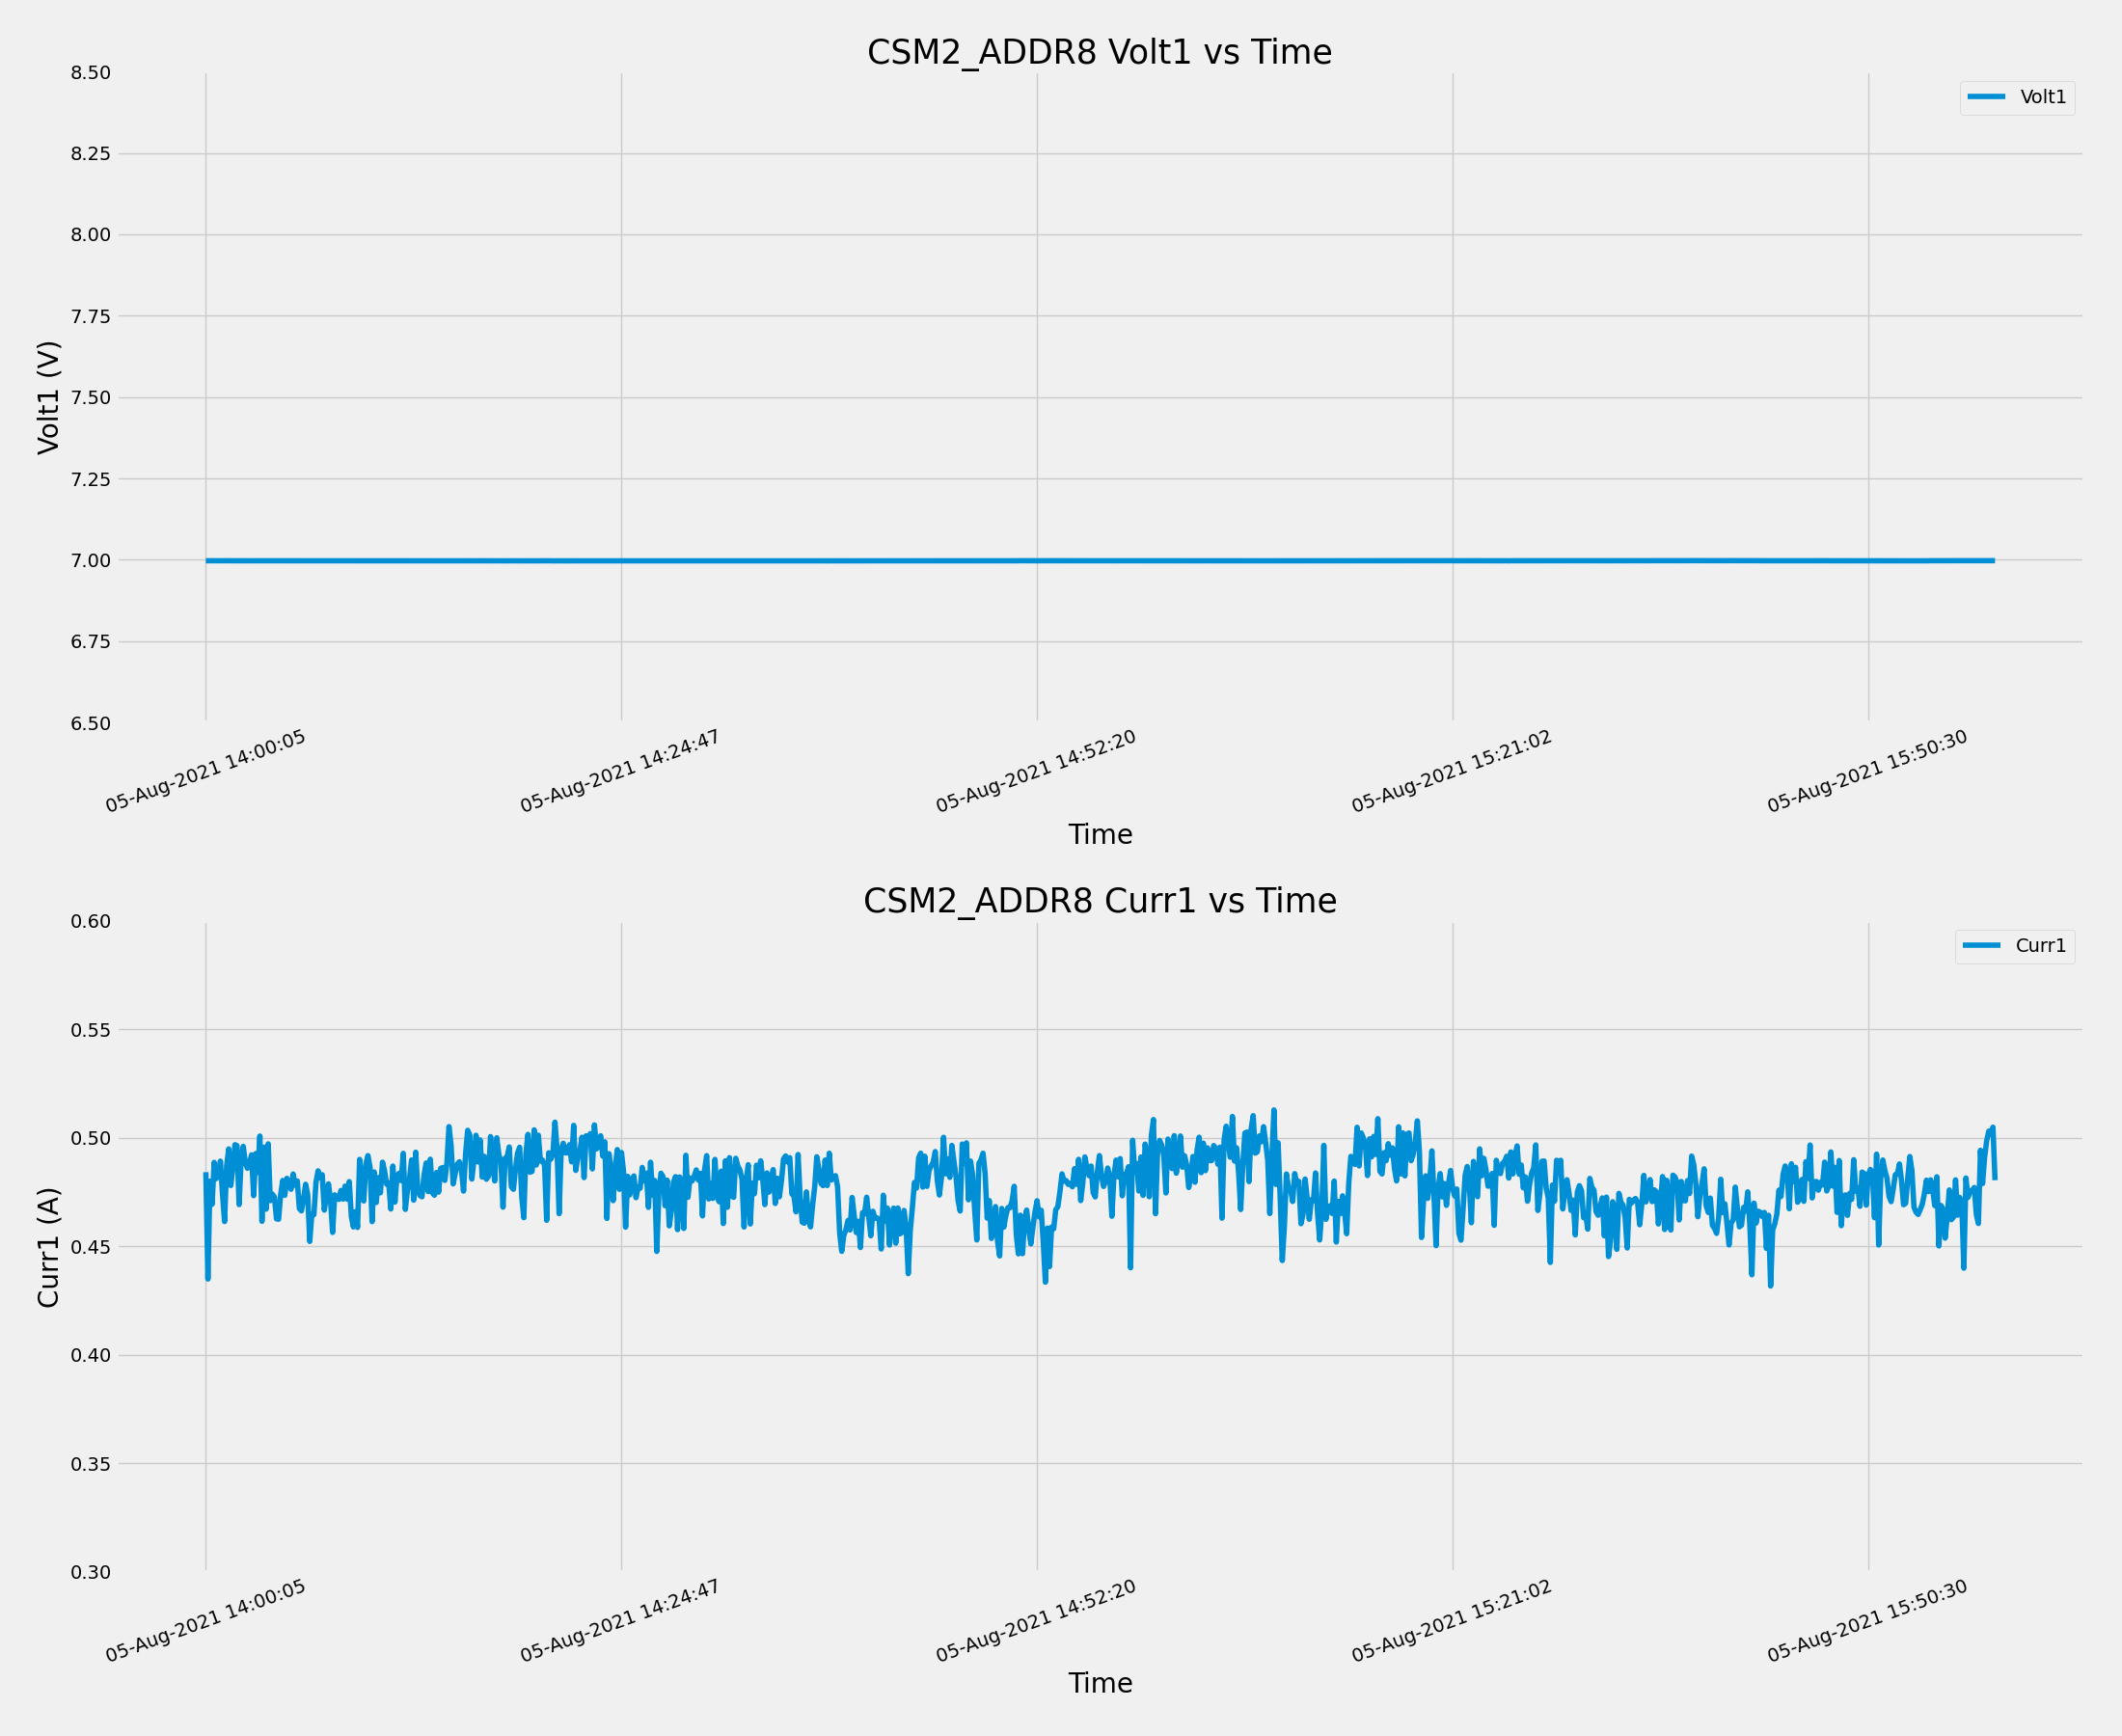 CSM2_ADDR8 Volt1 vs Time
8.50
Volt1
8.25
8.00
7.75
7.50
Volt1 (V)
7.25
7.00
6.75
6.50
05-Aug-2021 14:00:05
05-Aug-2021 14:24:47
05-Aug-2021 14:52:20
05-Aug-2021 15:21:02
05-Aug-2021 15:50:30
Time
CSM2_ADDR8 Curr1 vs Time
0.60
Curr1
0.55
0.50
0.45
Curr1 (A)
0.40
0.35
0.30
05-Aug-2021 14:00:05
05-Aug-2021 14:24:47
05-Aug-2021 14:52:20
05-Aug-2021 15:21:02
05-Aug-2021 15:50:30
Time